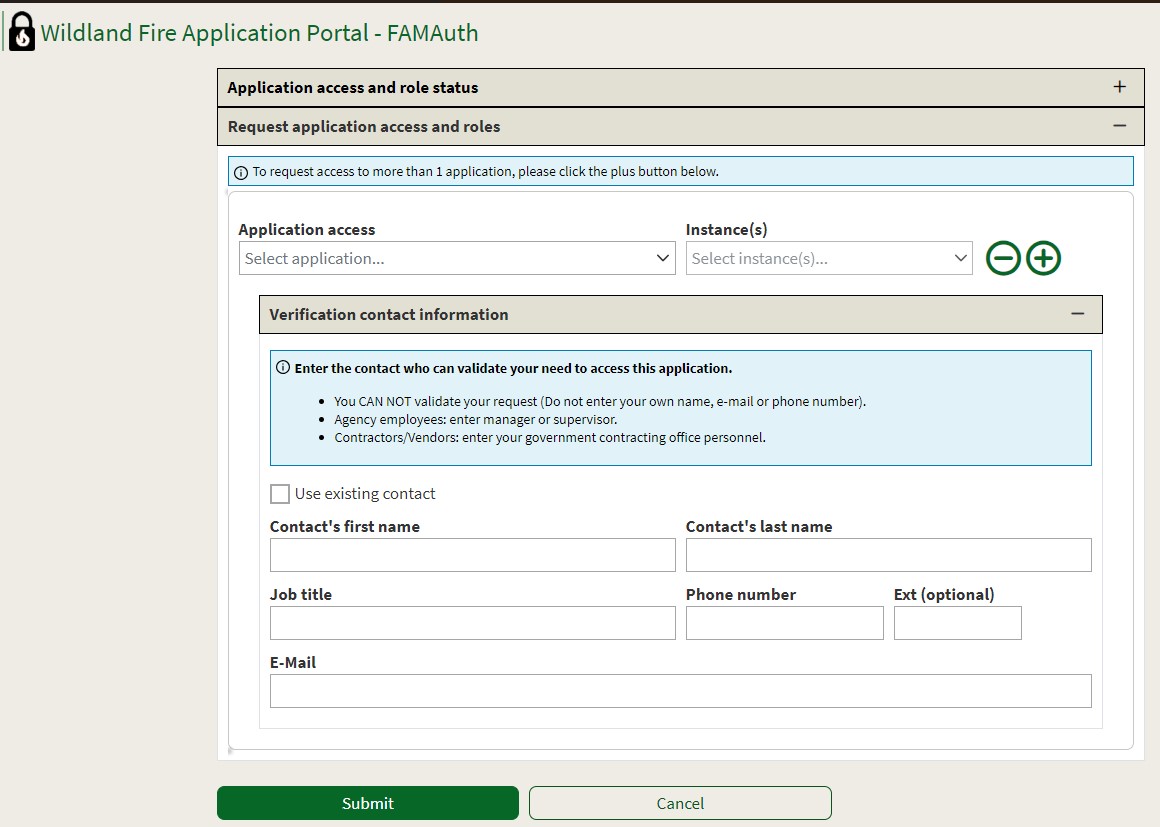 Wildland Fire Application Portal - FAMAuth
Application access and role status
Request application access and roles
To request access to more than 1 application, please click the plus button below.
Application access Instance(s)
Select application... Select instance(s)...
Verification contact information
Enter the contact who can validate your need to access this application.
You CAN NOT validate your request (Do not enter your own name, e-mail or phone number).
Agency employees: enter manager or supervisor.
Contractors/Vendors: enter your government contracting office personnel.
Use existing contact
Contact's first name Contact's last name
Job title Phone number Ext (optional)
E-Mail
Submit Cancel